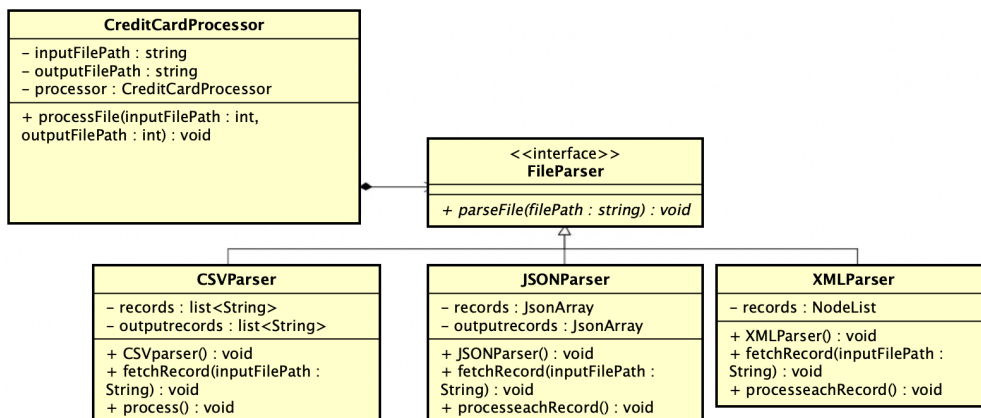 CreditCardProcessor
– inputFilePath : string
– outputFilePath : string
– processor : CreditCardProcessor
+ processFile(inputFilePath : int,
outputFilePath : int) : void
<<interface>>
FileParser
+ parseFile(filePath : string) : void
CSVParser
– records : list<String>
– outputrecords : list<String>
+ CSVparser() : void
+ fetchRecord(inputFilePath :
String) : void
+ process() : void
JSONParser
– records : JsonArray
– outputrecords : JsonArray
+ JSONParser() : void
+ fetchRecord(inputFilePath :
String) : void
+ processeachRecord() : void
XMLParser
– records : NodeList
+ XMLParser() : void
+ fetchRecord(inputFilePath :
String) : void
+ processeachRecord() : void